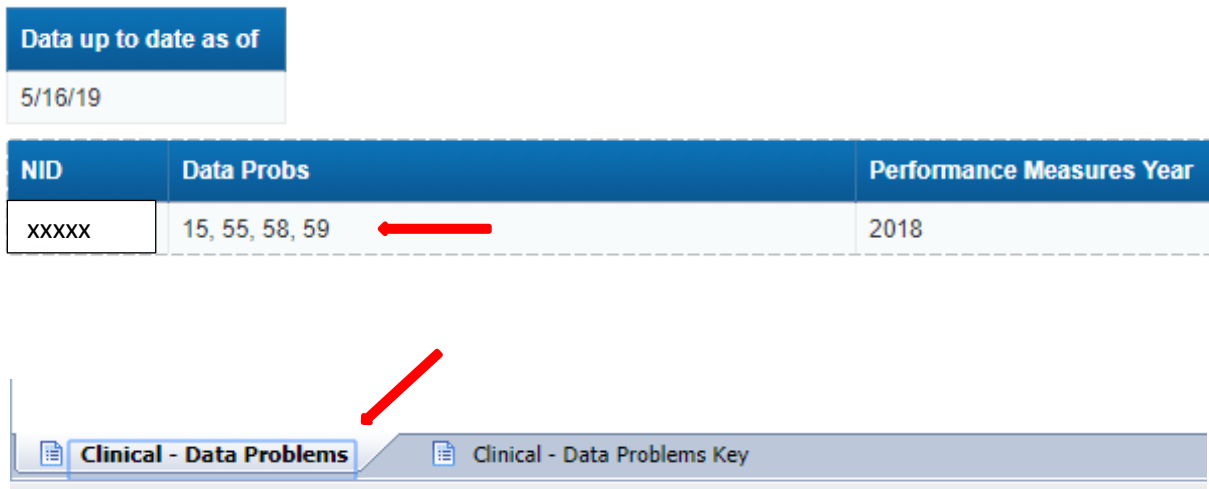 Data up to date as of
5/16/19
NID Data Probs Performance Measures Year
xxxxx 15, 55, 58, 59 2018
Clinical - Data Problems Clinical - Data Problems Key